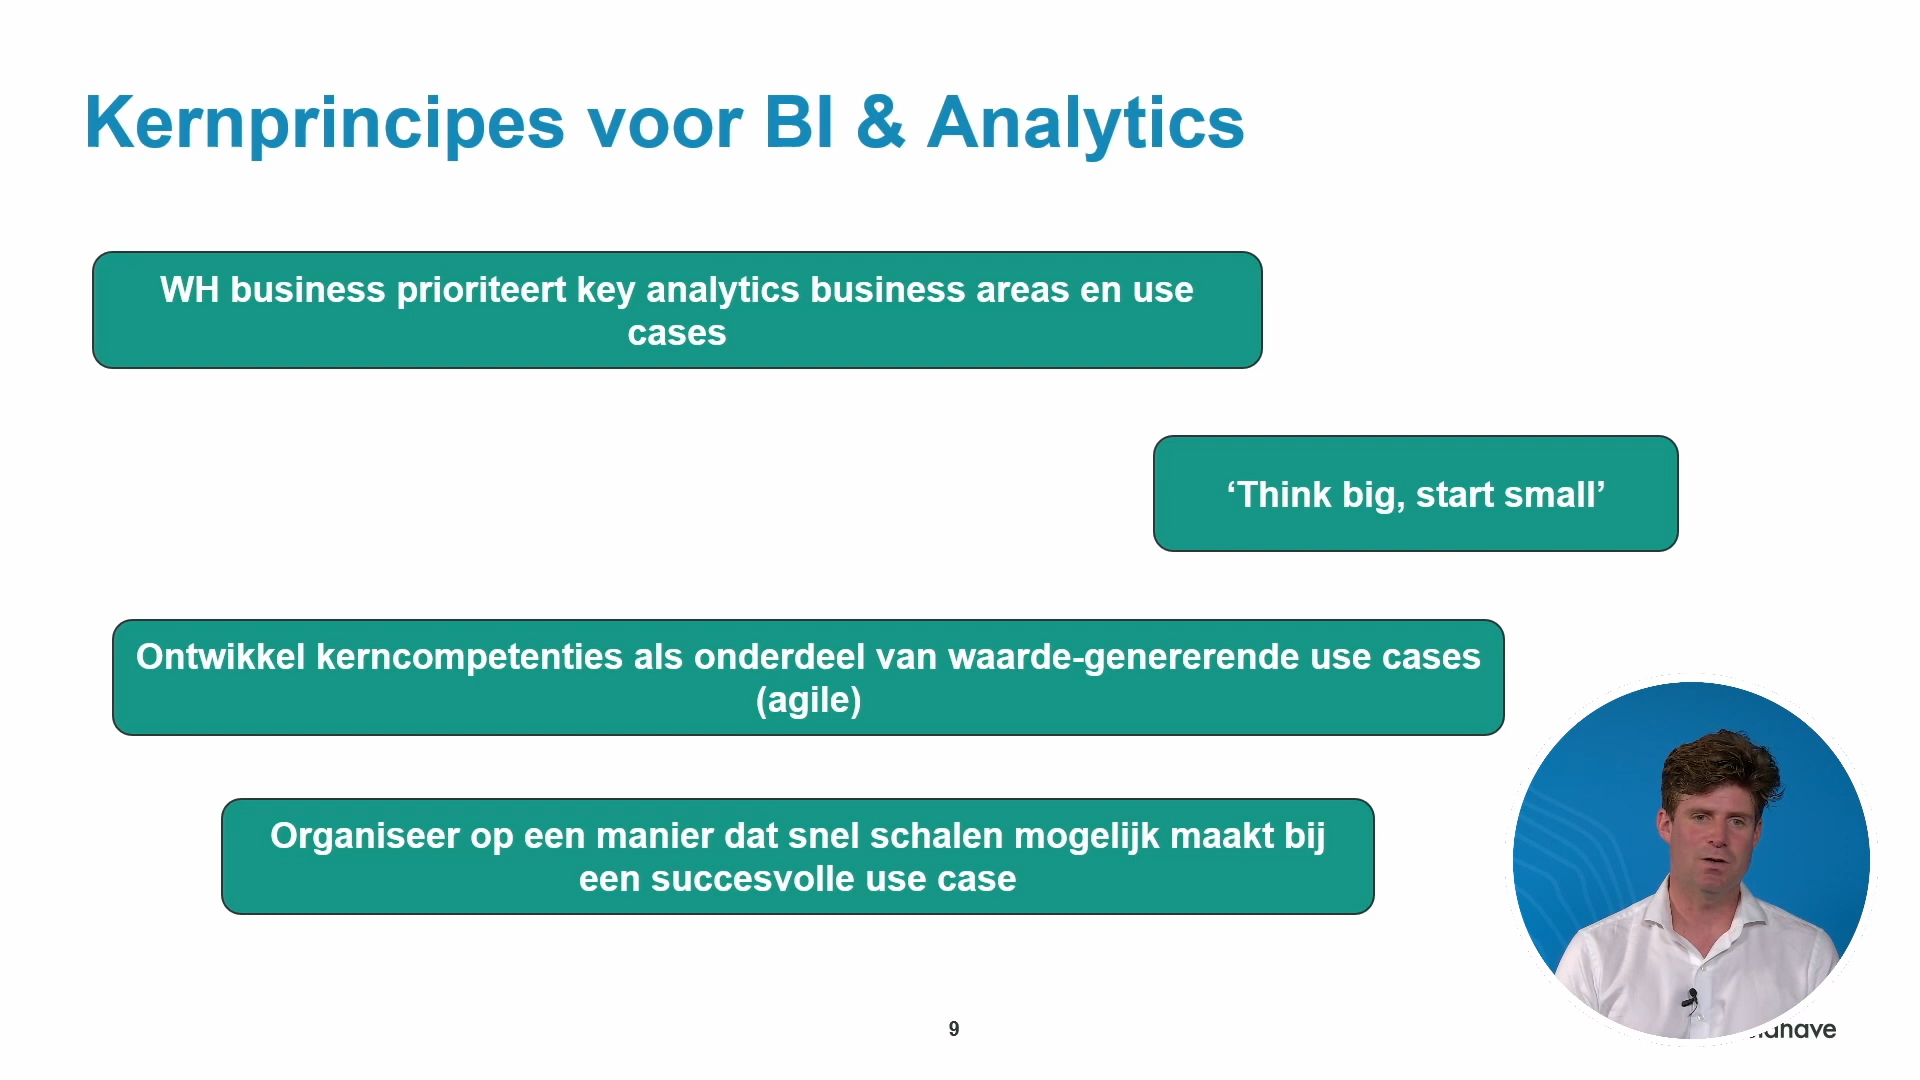 Kernprincipes voor BI & Analytics
WH business prioriteert key analytics business areas en use
cases
‘Think big, start small’
Ontwikkel kerncompetenties als onderdeel van waarde-genererende use cases
(agile)
Organiseer op een manier dat snel schalen mogelijk maakt bij
een succesvolle use case
9